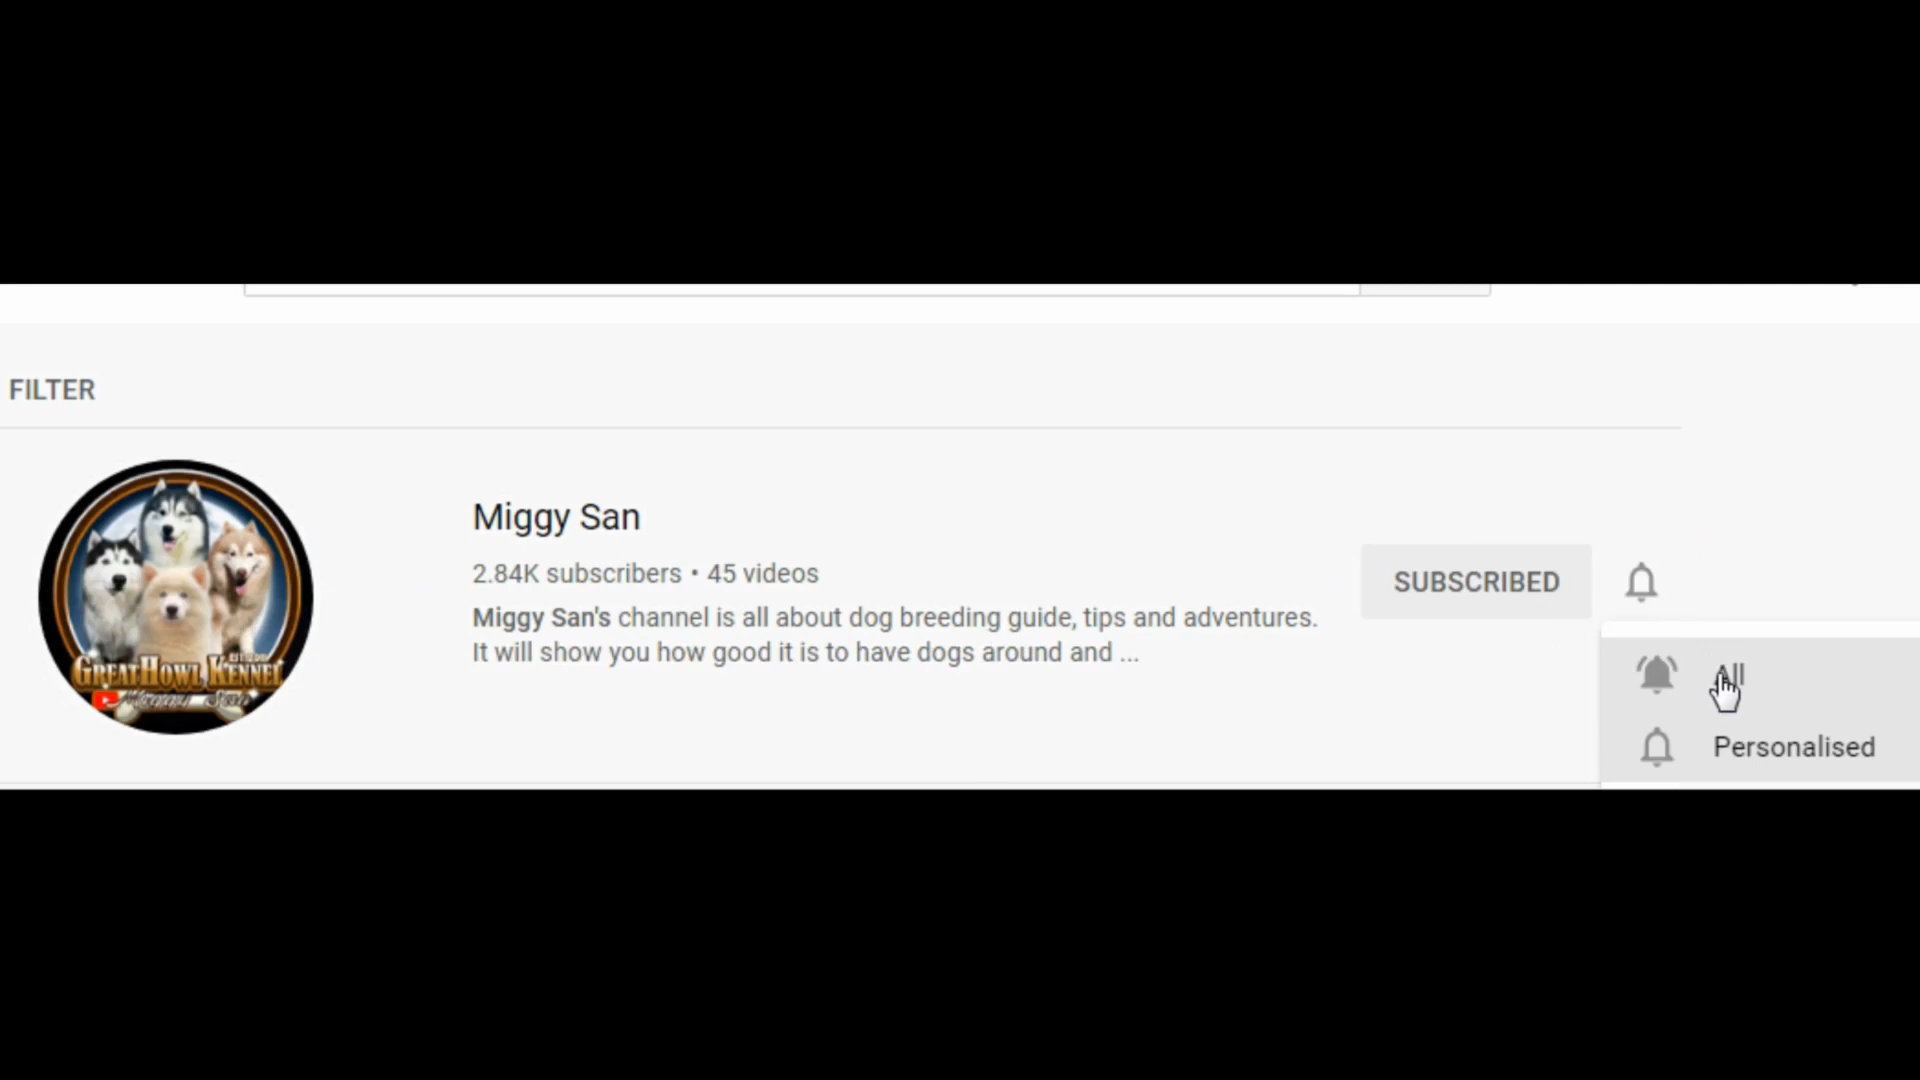 FILTER
GREATHOWL KENNEL
Miggy San
Miggy San
2.84K subscribers • 45 videos
Miggy San's channel is all about dog breeding guide, tips and adventures.
It will show you how good it is to have dogs around and ...
SUBSCRIBED
All
Personalised